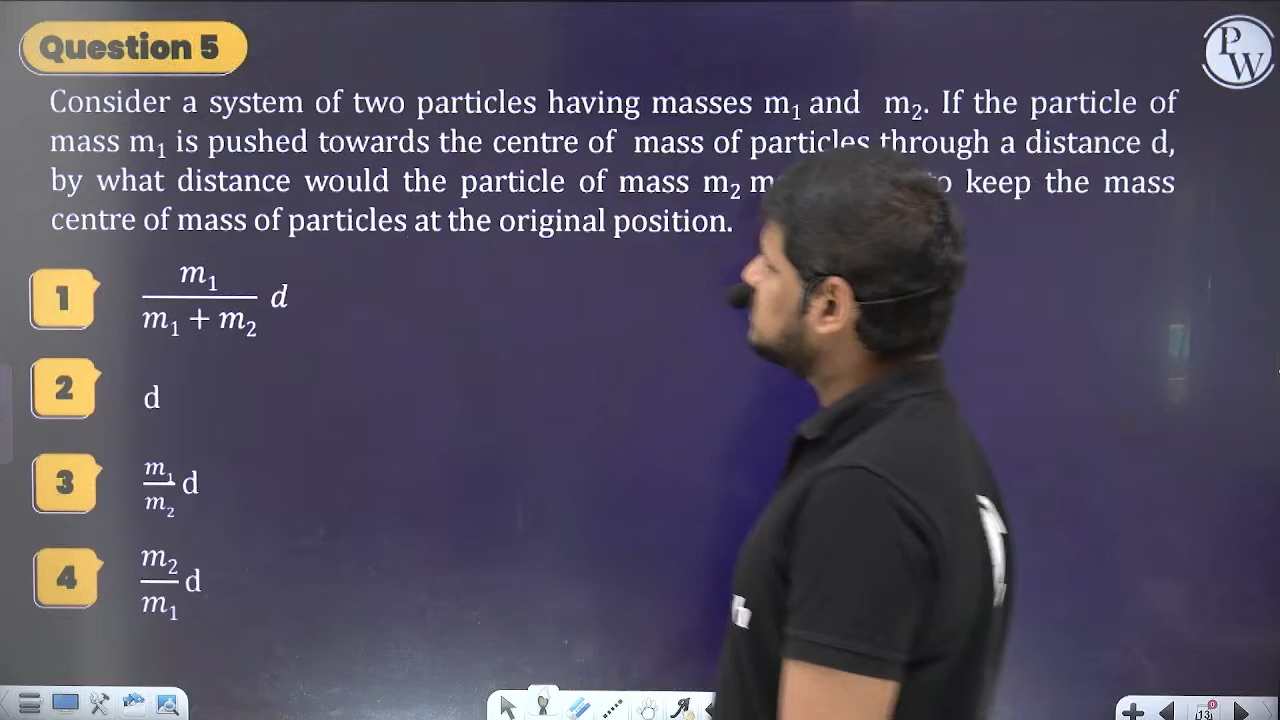 Question 5
PW
Consider a system of two particles having masses m₁ and m₂. If the particle of
mass m₁ is pushed towards the centre of mass of particles through a distance d,
by what distance would the particle of mass m₂ to keep the mass
centre of mass of particles at the original position.
1 m₁ / (m₁ + m₂) d
2 d
3 m₁/m₂ d
4 m₂/m₁ d